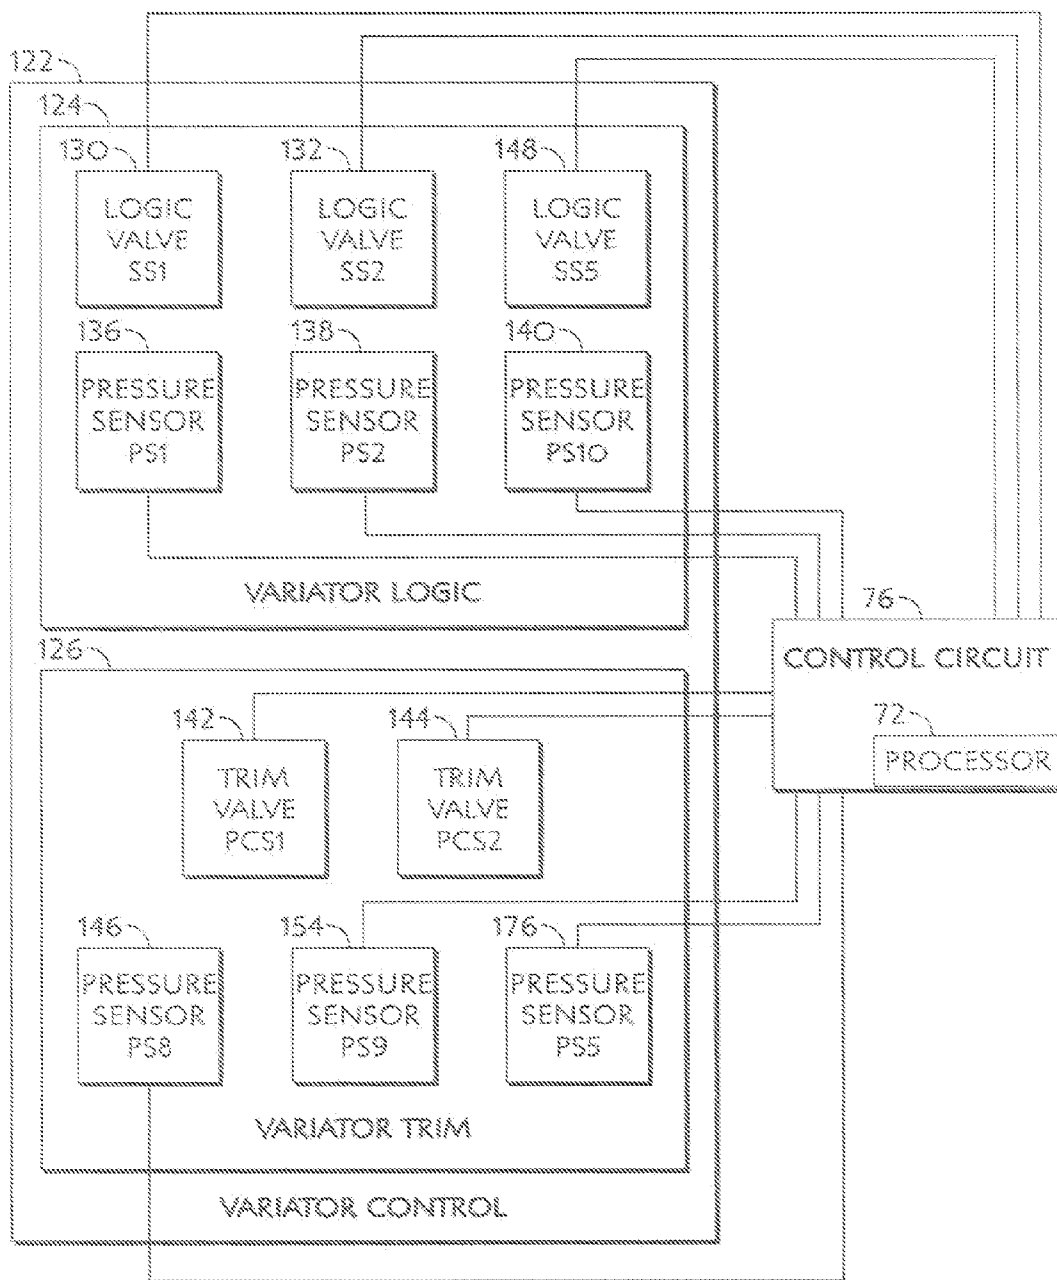 122
124
130
132
148
LOGIC
VALVE
SS1
LOGIC
VALVE
SS2
LOGIC
VALVE
SS5
136
138
140
PRESSURE
SENSOR
PS1
PRESSURE
SENSOR
PS2
PRESSURE
SENSOR
PS10
VARIATOR LOGIC
76
CONTROL CIRCUIT
72
PROCESSOR
126
142
144
TRIM
VALVE
PCS1
TRIM
VALVE
PCS2
146
154
176
PRESSURE
SENSOR
PS8
PRESSURE
SENSOR
PS9
PRESSURE
SENSOR
PS5
VARIATOR TRIM
VARIATOR CONTROL